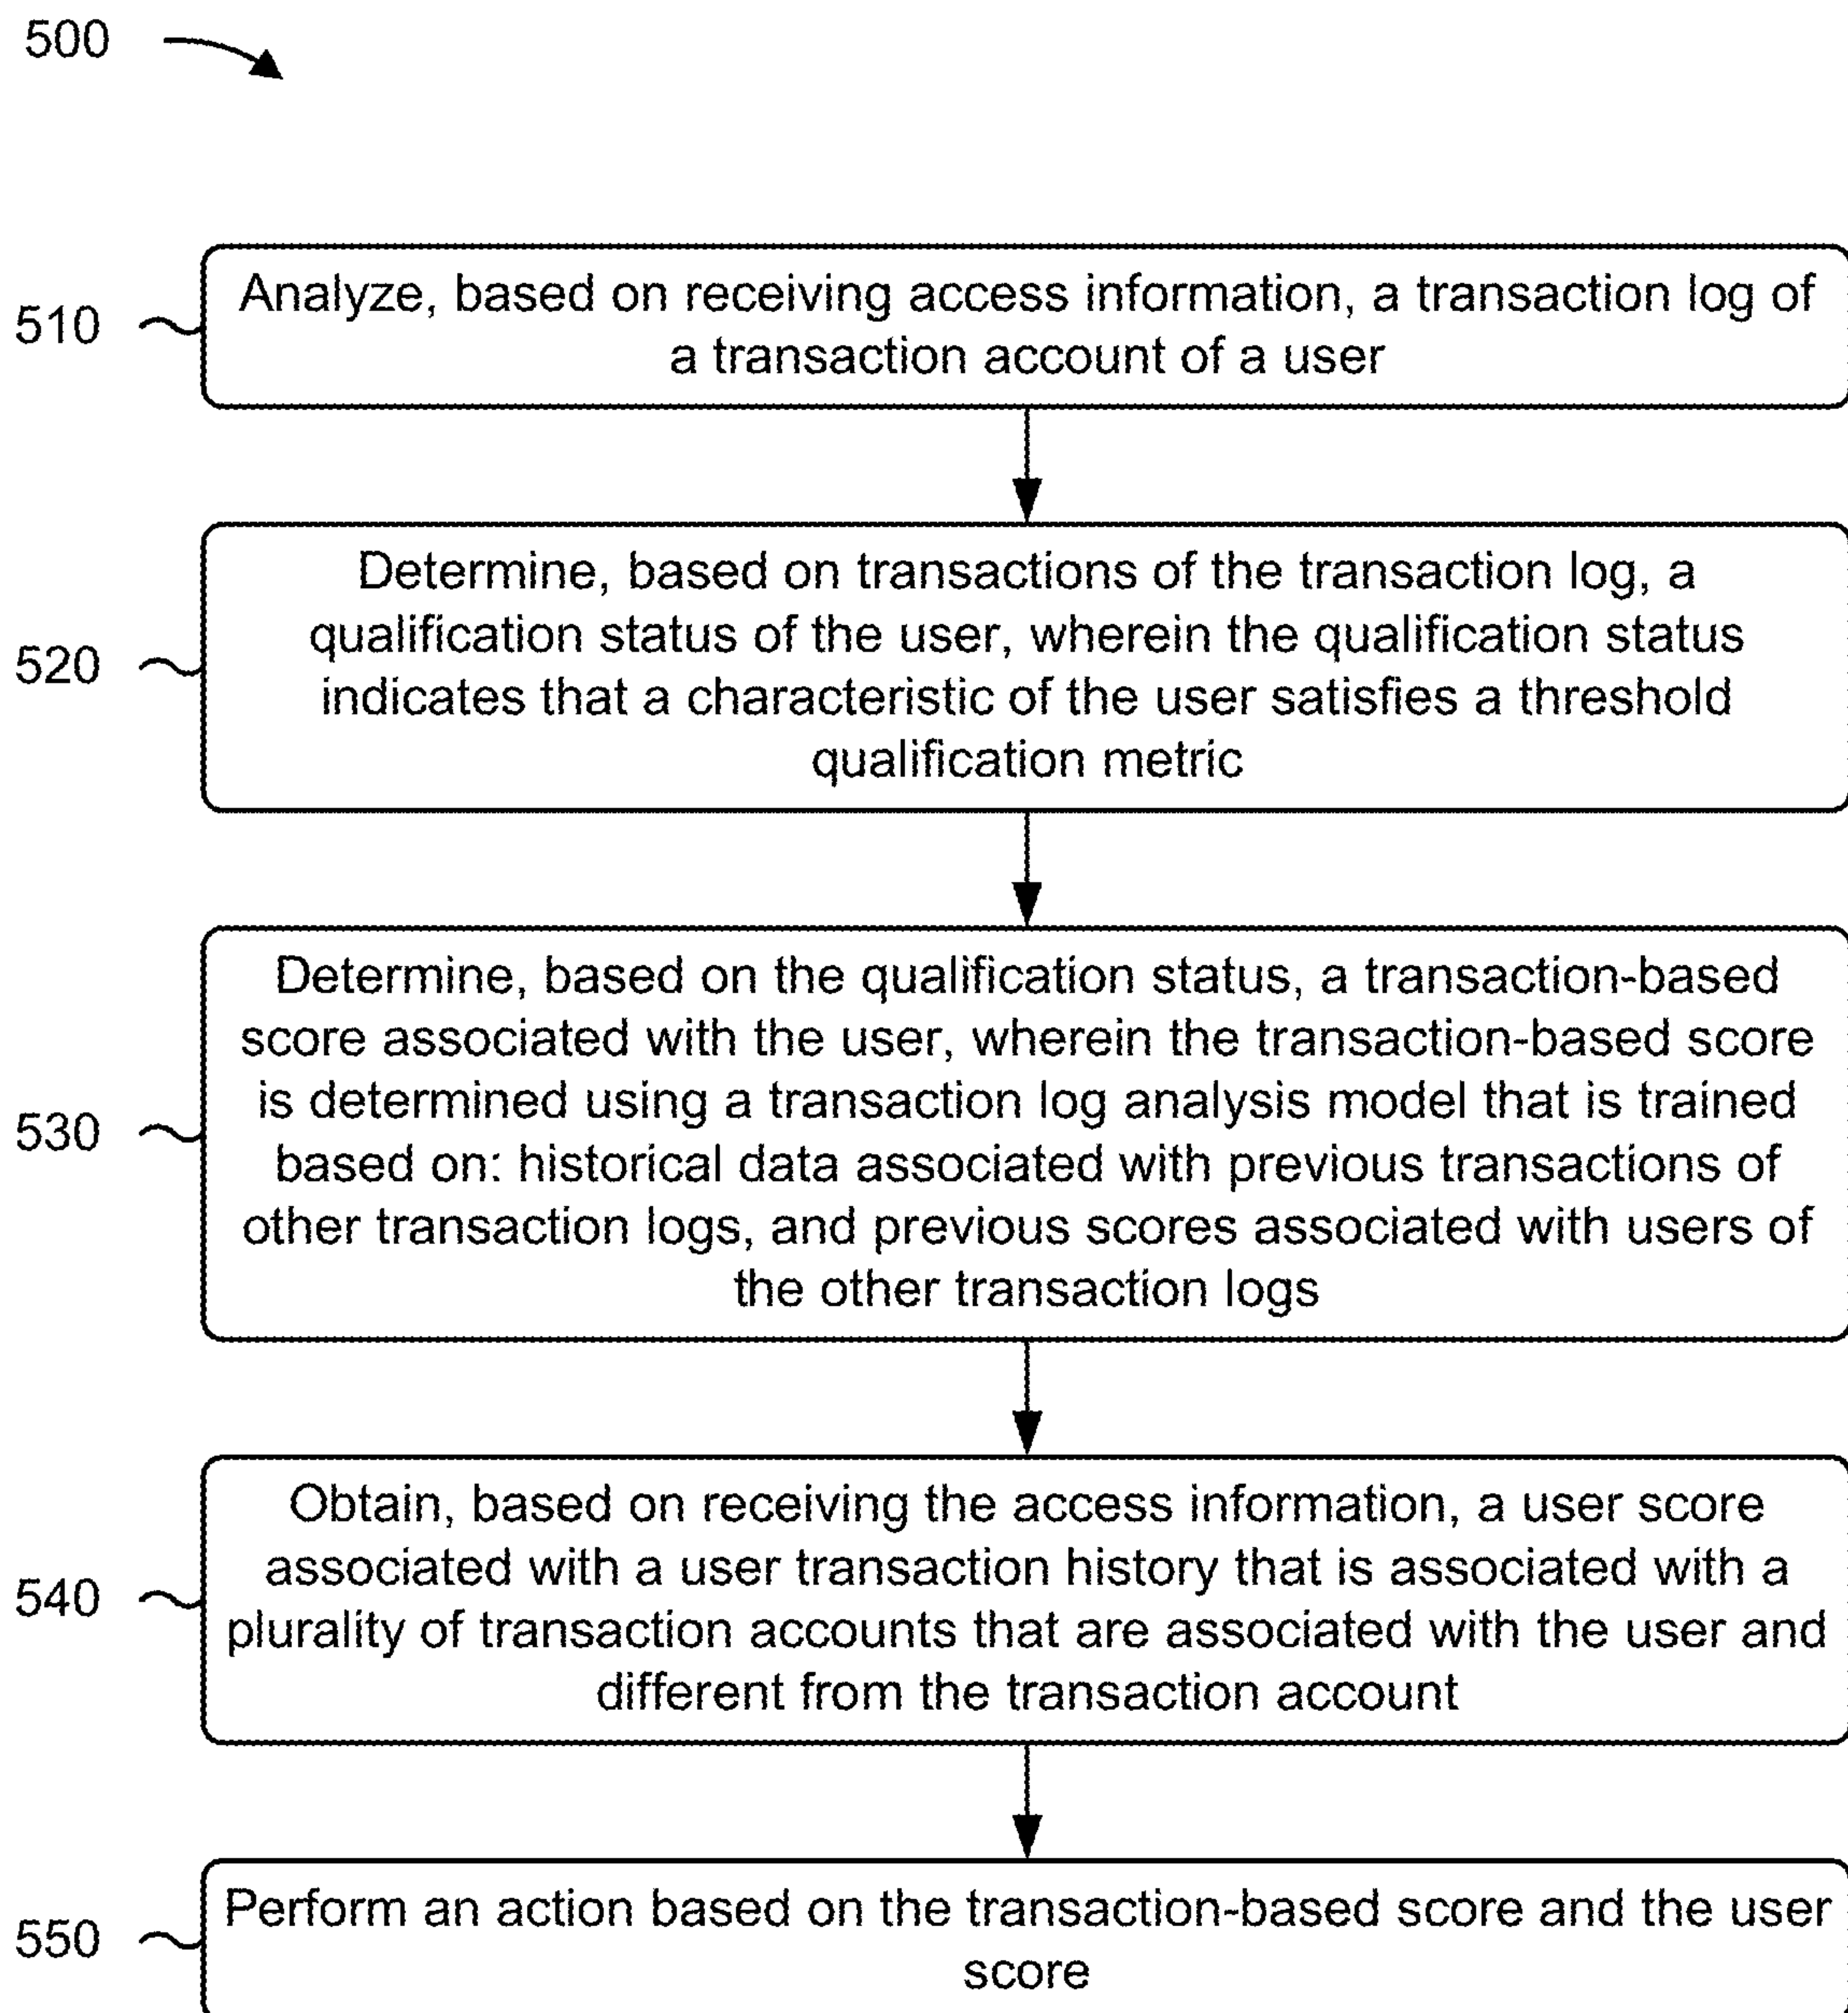 500
510
Analyze, based on receiving access information, a transaction log of
a transaction account of a user
520
Determine, based on transactions of the transaction log, a
qualification status of the user, wherein the qualification status
indicates that a characteristic of the user satisfies a threshold
qualification metric
530
Determine, based on the qualification status, a transaction-based
score associated with the user, wherein the transaction-based score
is determined using a transaction log analysis model that is trained
based on: historical data associated with previous transactions of
other transaction logs, and previous scores associated with users of
the other transaction logs
540
Obtain, based on receiving the access information, a user score
associated with a user transaction history that is associated with a
plurality of transaction accounts that are associated with the user and
different from the transaction account
550
Perform an action based on the transaction-based score and the user
score